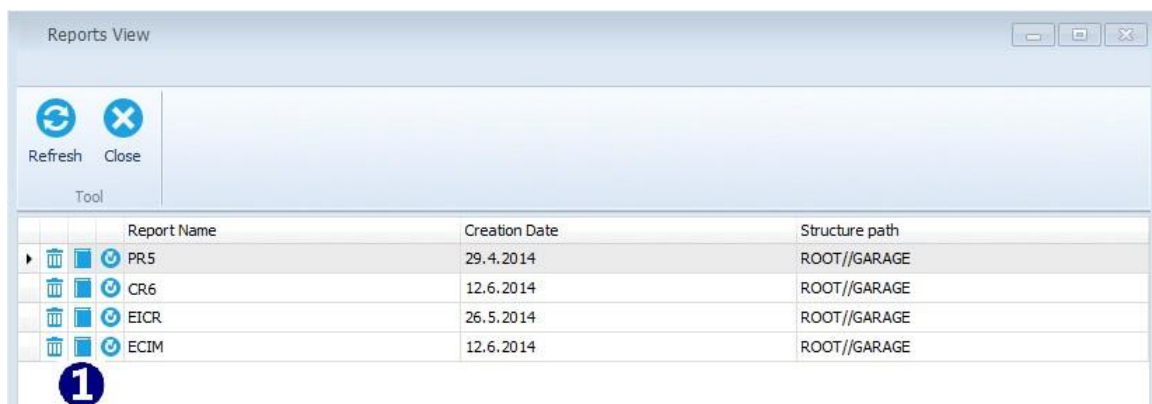 Reports View
Refresh Close
Tool
Report Name Creation Date Structure path
PR5 29.4.2014 ROOT//GARAGE
CR6 12.6.2014 ROOT//GARAGE
EICR 26.5.2014 ROOT//GARAGE
ECIM 12.6.2014 ROOT//GARAGE
1